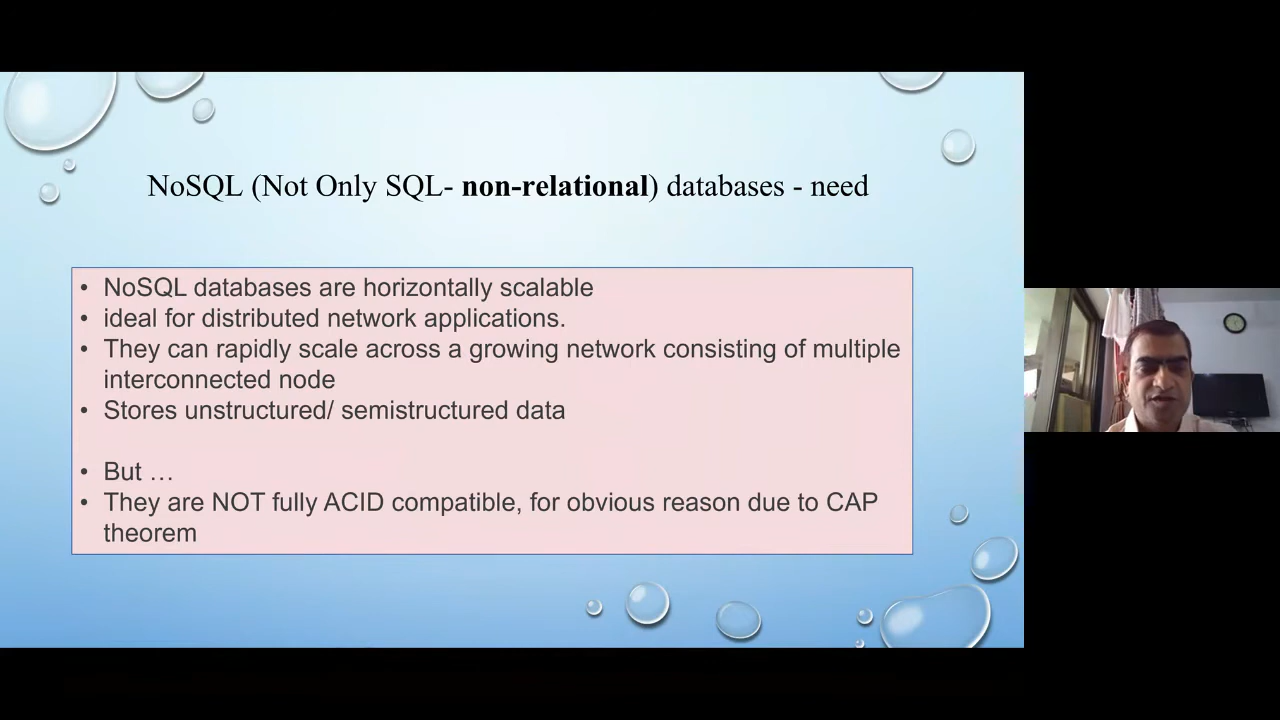 NoSQL (Not Only SQL- non-relational) databases - need
• NoSQL databases are horizontally scalable
• ideal for distributed network applications.
• They can rapidly scale across a growing network consisting of multiple
interconnected node
• Stores unstructured/ semistructured data
• But …
• They are NOT fully ACID compatible, for obvious reason due to CAP
theorem